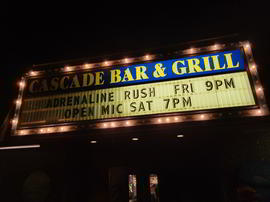 CASCADE BAR & GRILL
ADRENALINE RUSH FRI 9PM
OPEN MIC SAT 7PM